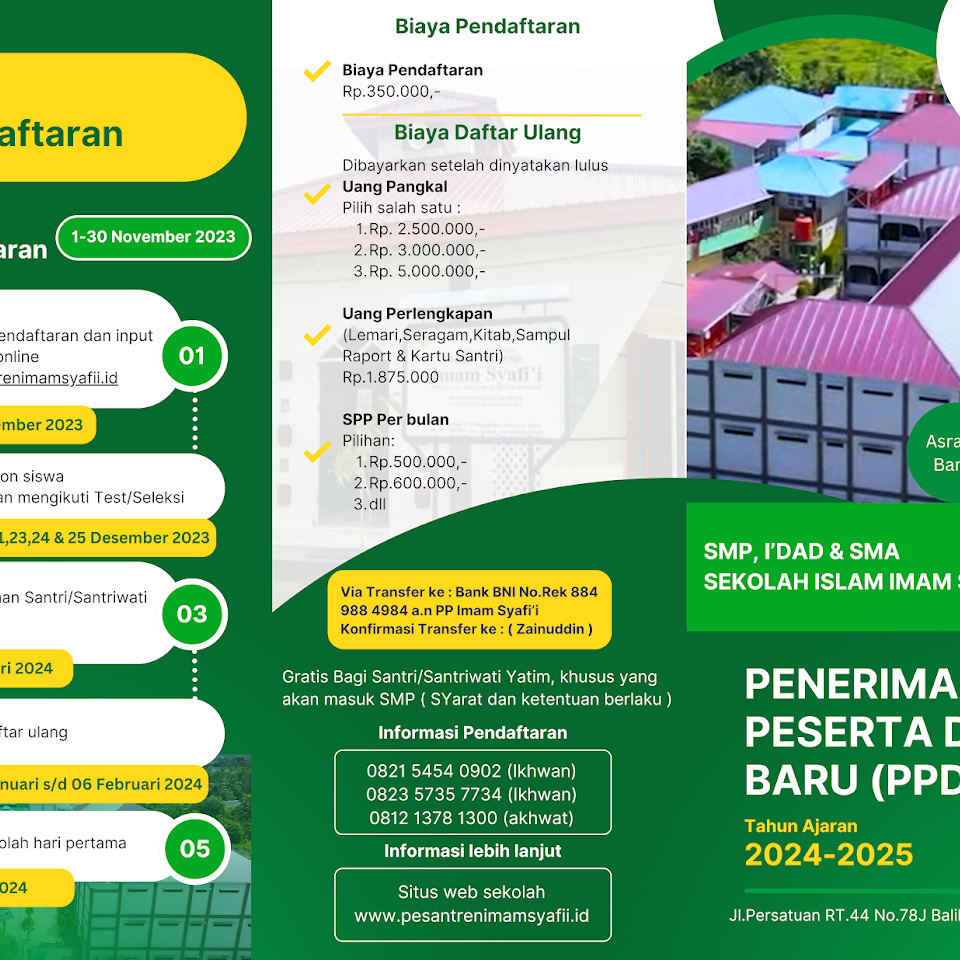 aftaran
aran
1-30 November 2023
endaftaran dan input
online
renimamsyafii.id
01
ember 2023
on siswa
an mengikuti Test/Seleksi
1,23,24 & 25 Desember 2023
an Santri/Santriwati
03
ri 2024
ftar ulang
nuari s/d 06 Februari 2024
olah hari pertama
05
2024
Biaya Pendaftaran
Biaya Pendaftaran
Rp.350.000,-
Biaya Daftar Ulang
Dibayarkan setelah dinyatakan lulus
Uang Pangkal
Pilih salah satu :
1. Rp. 2.500.000,-
2. Rp. 3.000.000,-
3. Rp. 5.000.000,-
Uang Perlengkapan
(Lemari,Seragam,Kitab,Sampul
Raport & Kartu Santri)
Rp.1.875.000
Imam Syafi'i
SPP Per bulan
Pilihan:
1. Rp.500.000,-
2. Rp.600.000,-
3. dll
Via Transfer ke : Bank BNI No.Rek 884
988 4984 a.n PP Imam Syafi'i
Konfirmasi Transfer ke : ( Zainuddin )
Gratis Bagi Santri/Santriwati Yatim, khusus yang
akan masuk SMP ( SYarat dan ketentuan berlaku )
Informasi Pendaftaran
0821 5454 0902 (Ikhwan)
0823 5735 7734 (Ikhwan)
0812 1378 1300 (akhwat)
Informasi lebih lanjut
Situs web sekolah
www.pesantrenimamsyafii.id
Asra
Bar
SMP, I'DAD & SMA
SEKOLAH ISLAM IMAM S
PENERIMA
PESERTA D
BARU (PPD
Tahun Ajaran
2024-2025
Jl.Persatuan RT.44 No.78J Bali